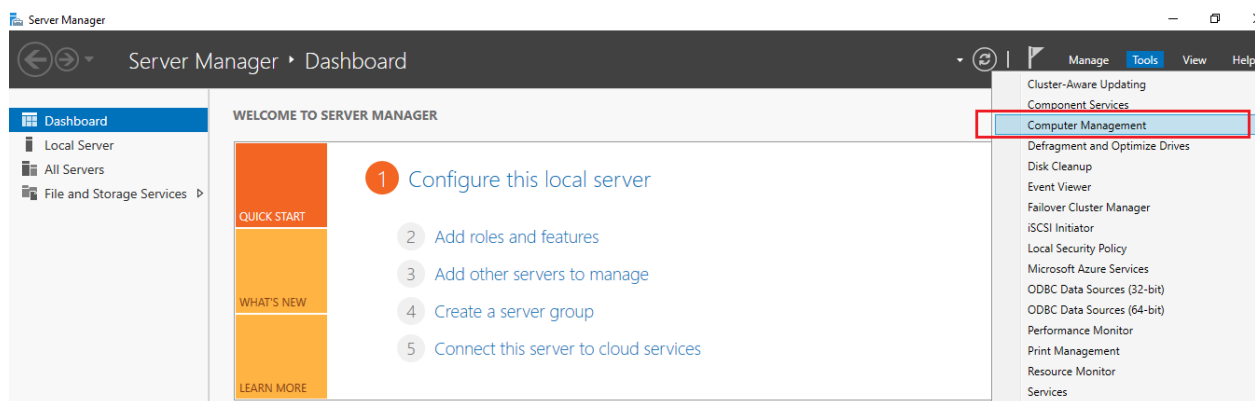 Server Manager
Server Manager • Dashboard
Manage Tools View Help
Dashboard
Local Server
All Servers
File and Storage Services
WELCOME TO SERVER MANAGER
QUICK START
WHAT'S NEW
LEARN MORE
1 Configure this local server
2 Add roles and features
3 Add other servers to manage
4 Create a server group
5 Connect this server to cloud services
Cluster-Aware Updating
Component Services
Computer Management
Defragment and Optimize Drives
Disk Cleanup
Event Viewer
Failover Cluster Manager
iSCSI Initiator
Local Security Policy
Microsoft Azure Services
ODBC Data Sources (32-bit)
ODBC Data Sources (64-bit)
Performance Monitor
Print Management
Resource Monitor
Services